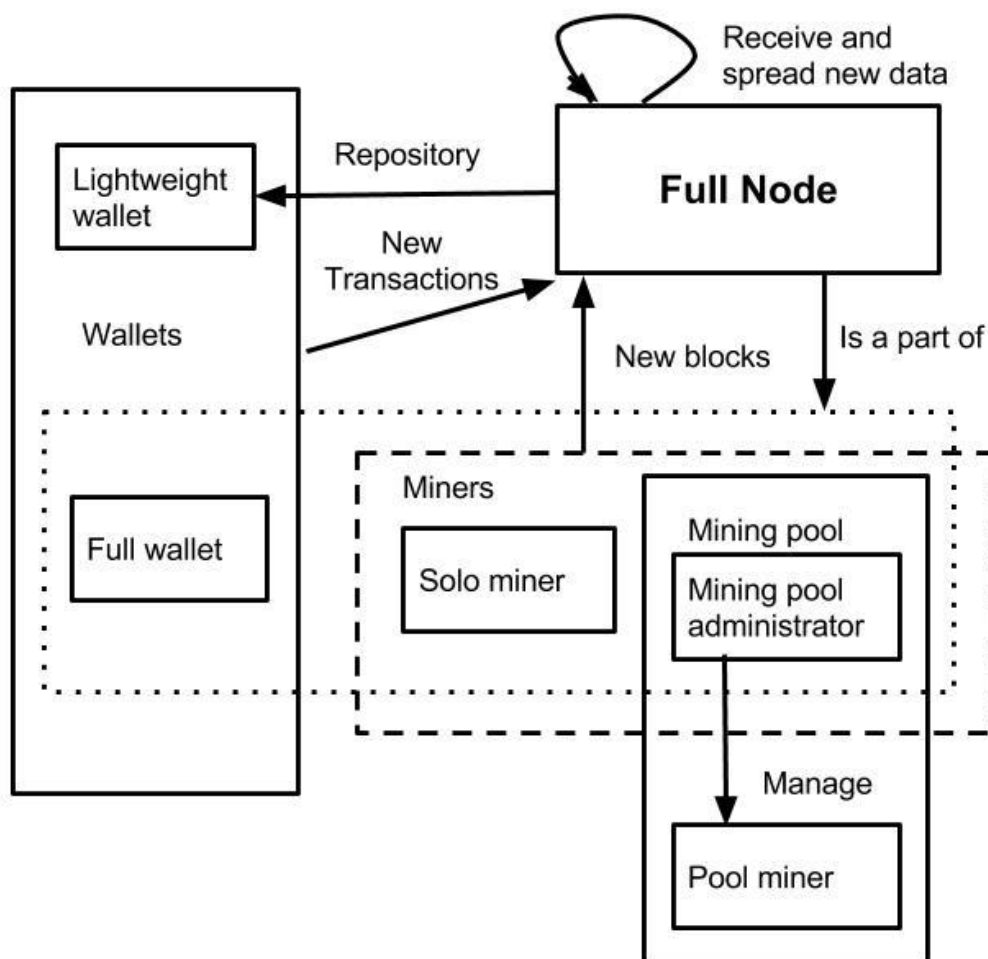 Receive and
spread new data
Full Node
Repository
Lightweight
wallet
New
Transactions
Wallets
New blocks
Is a part of
Miners
Full wallet
Solo miner
Mining pool
Mining pool
administrator
Manage
Pool miner